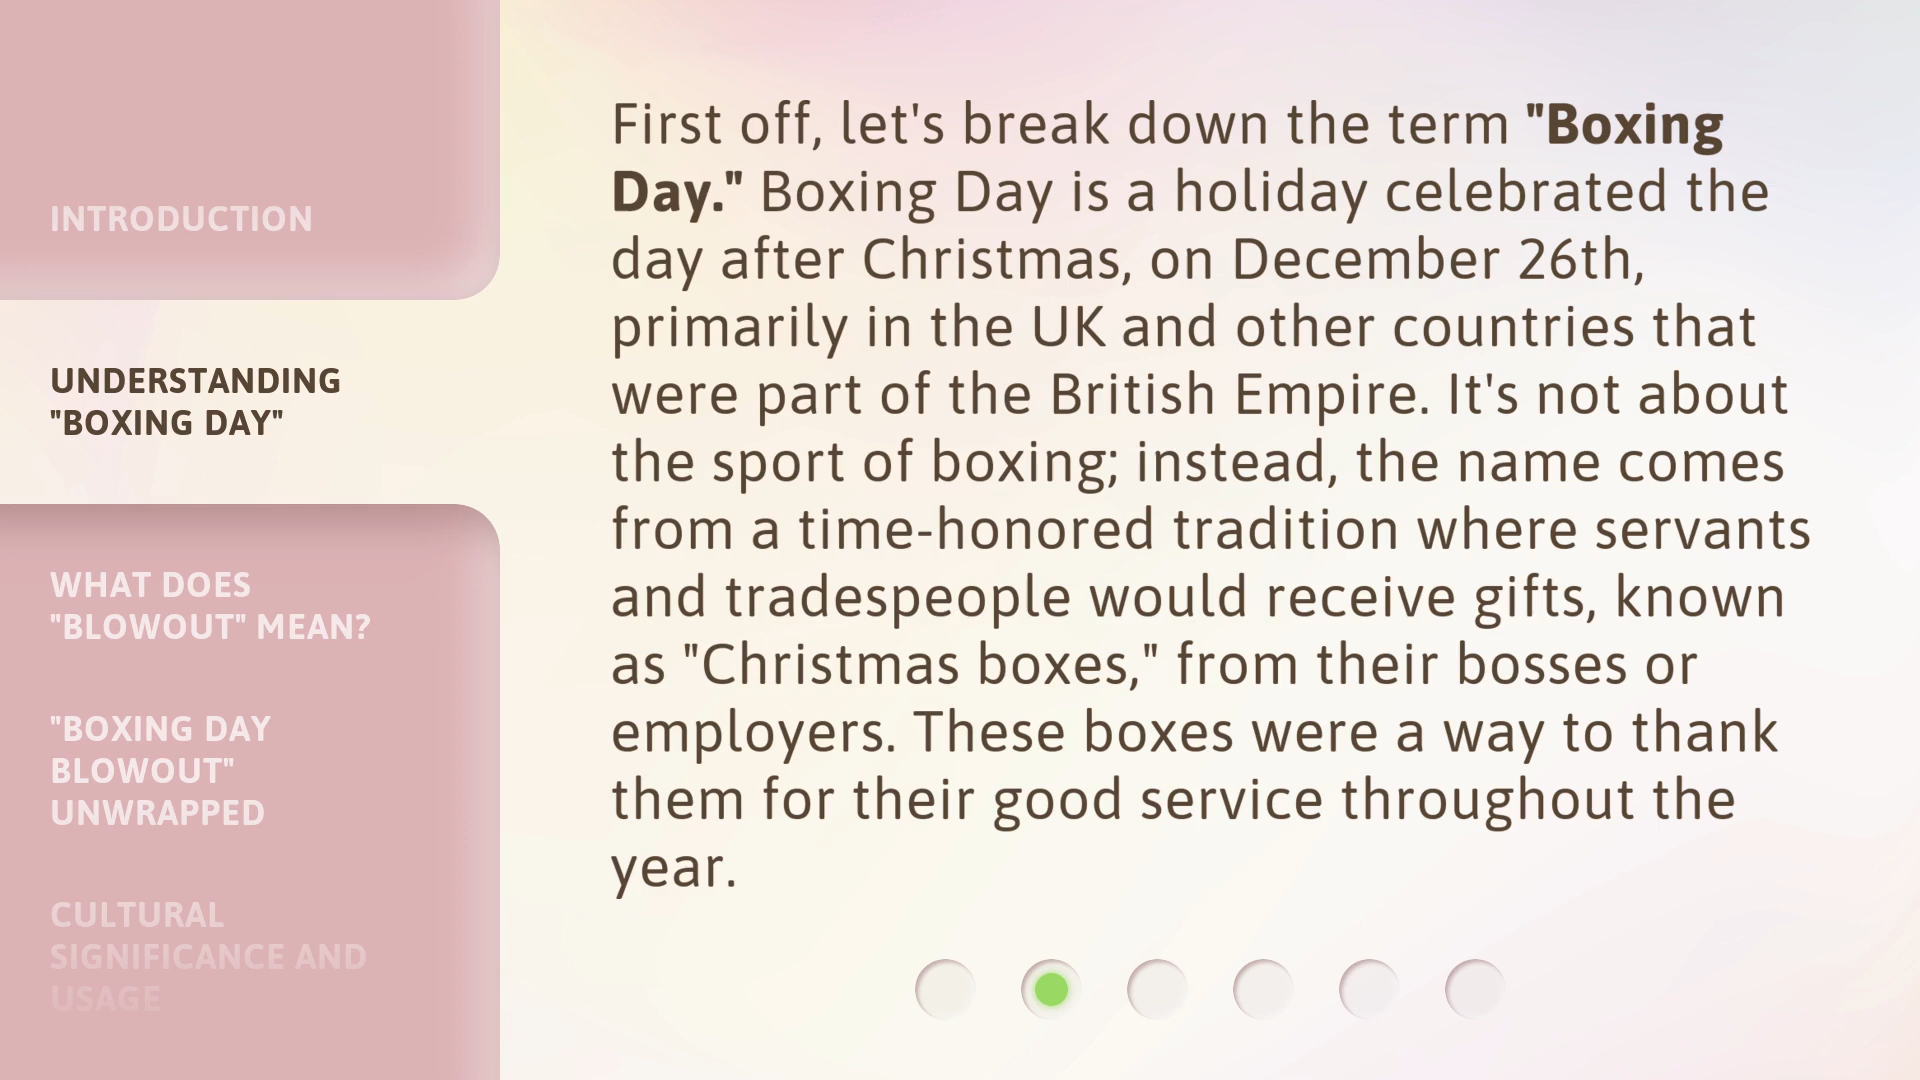 INTRODUCTION
UNDERSTANDING
"BOXING DAY"
WHAT DOES
"BLOWOUT" MEAN?
"BOXING DAY
BLOWOUT"
UNWRAPPED
CULTURAL
SIGNIFICANCE AND
USAGE
First off, let's break down the term "Boxing
Day." Boxing Day is a holiday celebrated the
day after Christmas, on December 26th,
primarily in the UK and other countries that
were part of the British Empire. It's not about
the sport of boxing; instead, the name comes
from a time-honored tradition where servants
and tradespeople would receive gifts, known
as "Christmas boxes," from their bosses or
employers. These boxes were a way to thank
them for their good service throughout the
year.